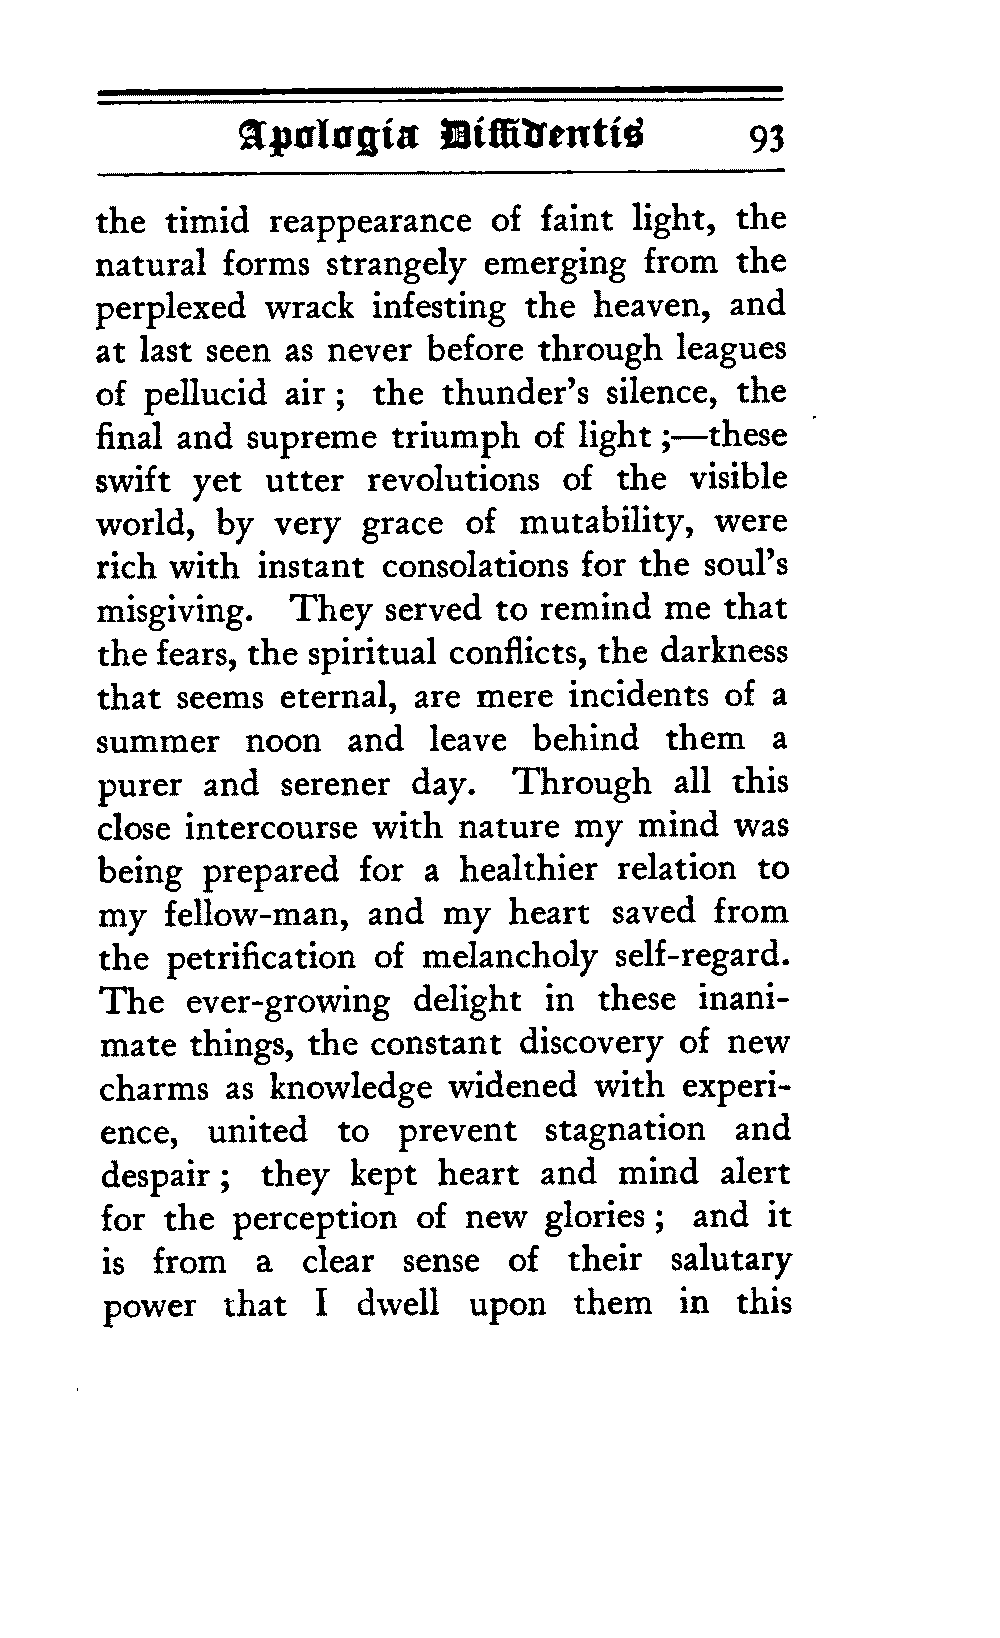 Apologia Diffidentis 93
the timid reappearance of faint light, the
natural forms strangely emerging from the
perplexed wrack infesting the heaven, and
at last seen as never before through leagues
of pellucid air ; the thunder's silence, the
final and supreme triumph of light ;—these
swift yet utter revolutions of the visible
world, by very grace of mutability, were
rich with instant consolations for the soul's
misgiving. They served to remind me that
the fears, the spiritual conflicts, the darkness
that seems eternal, are mere incidents of a
summer noon and leave behind them a
purer and serener day. Through all this
close intercourse with nature my mind was
being prepared for a healthier relation to
my fellow-man, and my heart saved from
the petrification of melancholy self-regard.
The ever-growing delight in these inani-
mate things, the constant discovery of new
charms as knowledge widened with experi-
ence, united to prevent stagnation and
despair ; they kept heart and mind alert
for the perception of new glories ; and it
is from a clear sense of their salutary
power that I dwell upon them in this